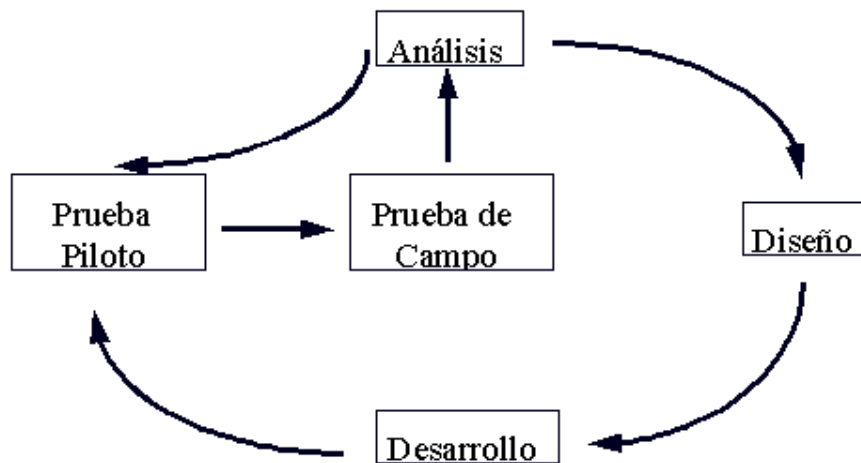 Análisis
Prueba
Piloto
Prueba de
Campo
Diseño
Desarrollo